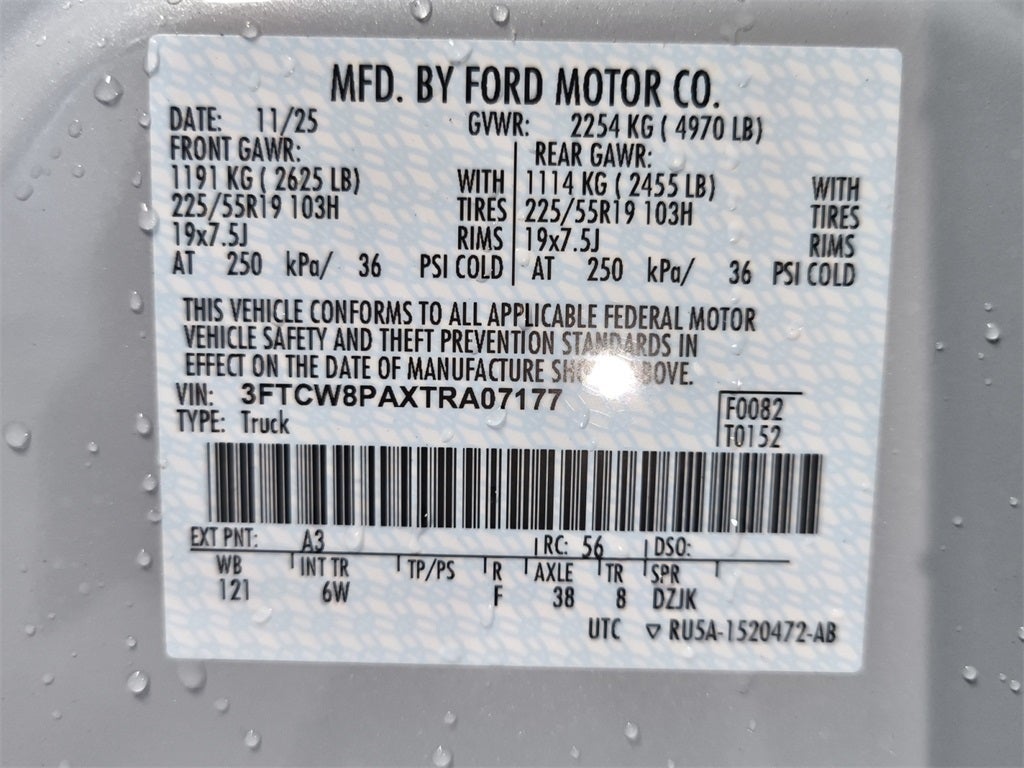 MFD. BY FORD MOTOR CO.
DATE: 11/25 GVWR: 2254 KG ( 4970 LB)
FRONT GAWR: REAR GAWR:
1191 KG ( 2625 LB) WITH 1114 KG ( 2455 LB) WITH
225/55R19 103H TIRES 225/55R19 103H TIRES
19x7.5J RIMS 19x7.5J RIMS
AT 250 kPa/ 36 PSI COLD AT 250 kPa/ 36 PSI COLD
THIS VEHICLE CONFORMS TO ALL APPLICABLE FEDERAL MOTOR
VEHICLE SAFETY AND THEFT PREVENTION STANDARDS IN
EFFECT ON THE DATE OF MANUFACTURE
VIN: 3FTCW8PAXTRA07177 F0082
TYPE: Truck T0152
EXT PNT: A3 RC: 56 DSO:
WB INT TR TP/PS R AXLE TR SPR
121 6W F 38 8 DZJK
UTC ▽ RU5A-1520472-AB